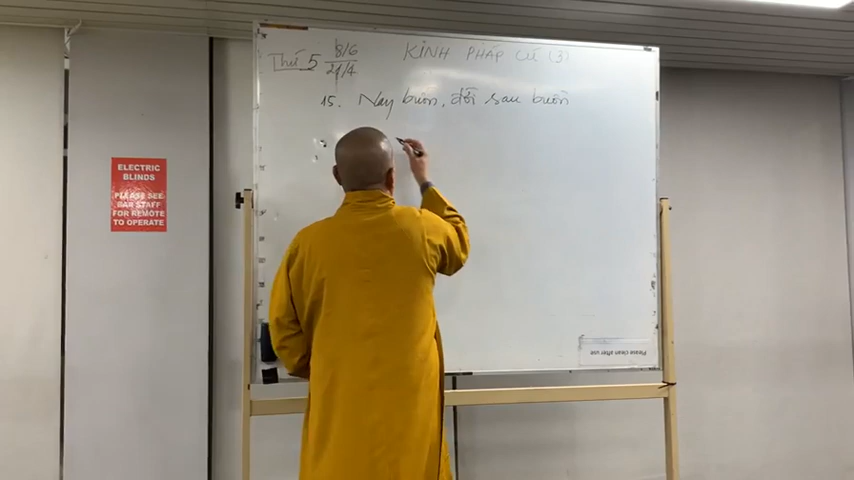 Thứ 5 8/6 KINH PHÁP CÚ (3)
21/4
15. Nay buồn, đời sau buồn
ELECTRIC
BLINDS
PLEASE SEE
BAR STAFF
FOR REMOTE
TO OPERATE
Please clean after use